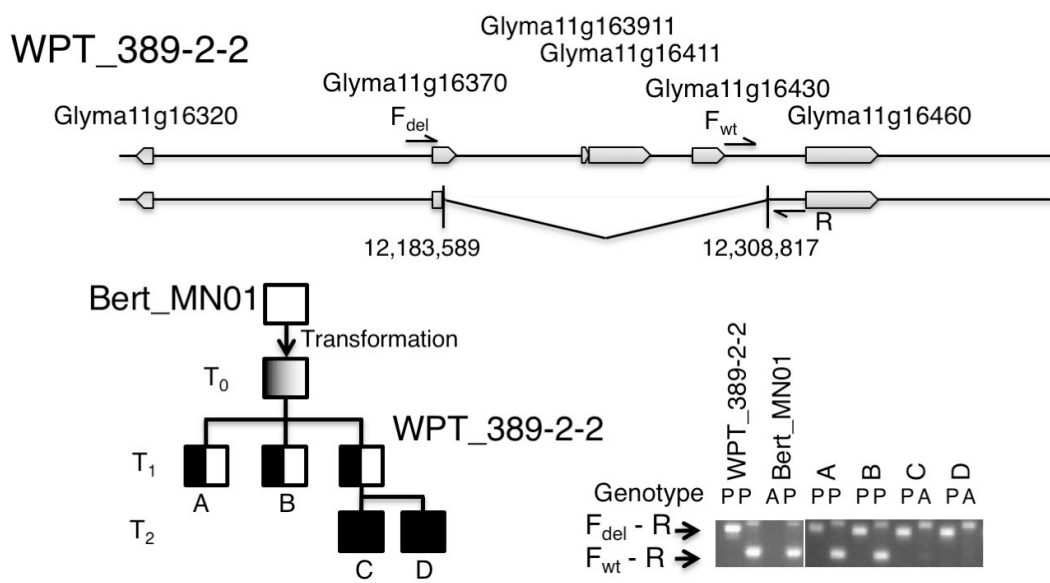 WPT_389-2-2
Glyma11g163911
Glyma11g16411
Glyma11g16370
Glyma11g16430
Glyma11g16320
Glyma11g16460
Fdel
Fwt
R
12,183,589
12,308,817
Bert_MN01
Transformation
T0
WPT_389-2-2
T1
A B
T2
C D
WPT_389-2-2 Bert_MN01 A B C D
Genotype P P A P P P P P P A P A
Fdel - R
Fwt - R